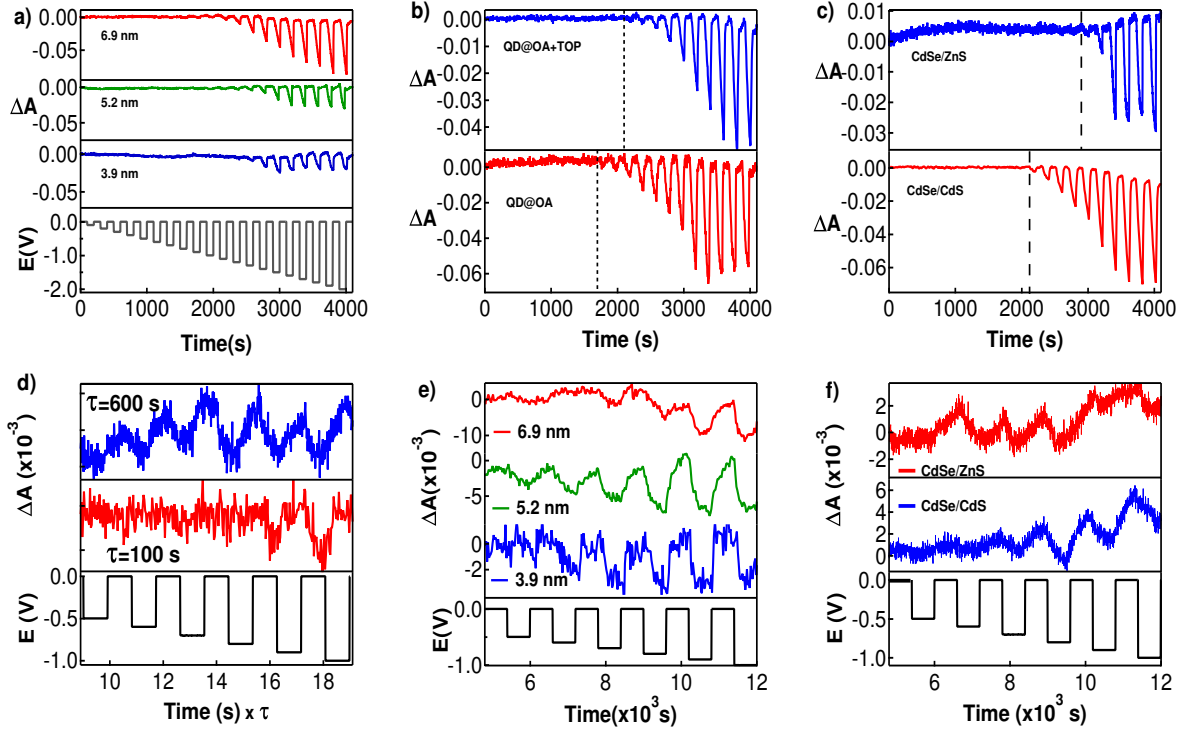 a)
0.00
-0.05
6.9 nm
ΔA
0.00
-0.05
5.2 nm
0.00
-0.05
3.9 nm
E(V)
0.0
-1.0
-2.0
0 1000 2000 3000 4000
Time(s)
b)
0.00
-0.01
-0.02
-0.03
-0.04
ΔA
QD@OA+TOP
0.00
-0.02
-0.04
-0.06
ΔA
QD@OA
0 1000 2000 3000 4000
Time (s)
c)
0.01
0.00
-0.01
-0.02
-0.03
ΔA
CdSe/ZnS
0.00
-0.02
-0.04
-0.06
ΔA
CdSe/CdS
0 1000 2000 3000 4000
Time (s)
d)
τ=600 s
ΔA (x10⁻³)
τ=100 s
E (V)
0.0
-0.5
-1.0
10 12 14 16 18
Time (s) x τ
e)
ΔA(x10⁻³)
0
-10
6.9 nm
0
-5
5.2 nm
0
2
3.9 nm
E(V)
0.0
-1.0
6 8 10 12
Time(x10³s)
f)
ΔA (x10⁻³)
2
0
-2
CdSe/ZnS
6
4
2
0
CdSe/CdS
E (V)
0.0
-0.5
-1.0
6 8 10 12
Time (x10³ s)